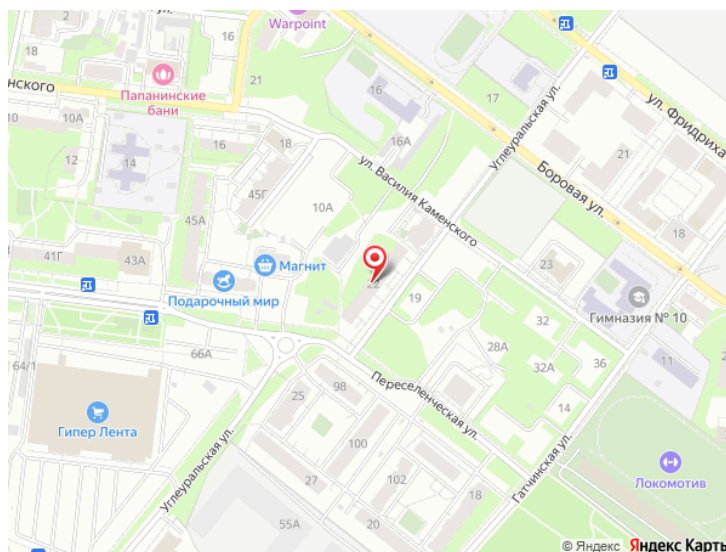 ул.
16
Warpoint
18
21
Папанинские
бани
нского
10
10А
12
14
16
18
16
16А
17
Углеуральская ул.
ул. Фридриха
21
Боровая ул.
ул. Василия Каменского
45Г
10А
45А
41Г
43А
Магнит
Подарочный мир
22
19
23
18
Гимназия № 10
32
28А
32А
36
11
14
66А
64/1
Гипер Лента
98
25
Переселенческая ул.
100
27
102
18
20
55А
Углеуральская ул.
Гатчинская ул.
Локомотив
© Яндекс Яндекс Карты